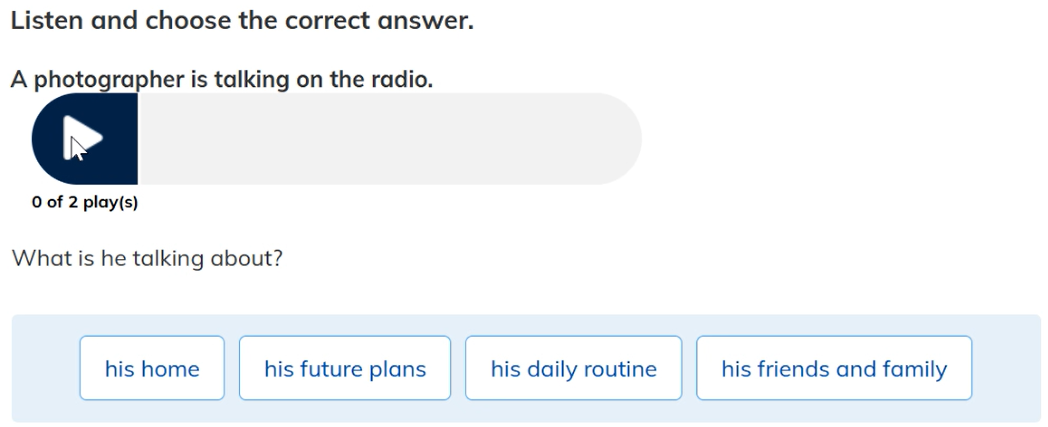 Listen and choose the correct answer.
A photographer is talking on the radio.
0 of 2 play(s)
What is he talking about?
his home
his future plans
his daily routine
his friends and family